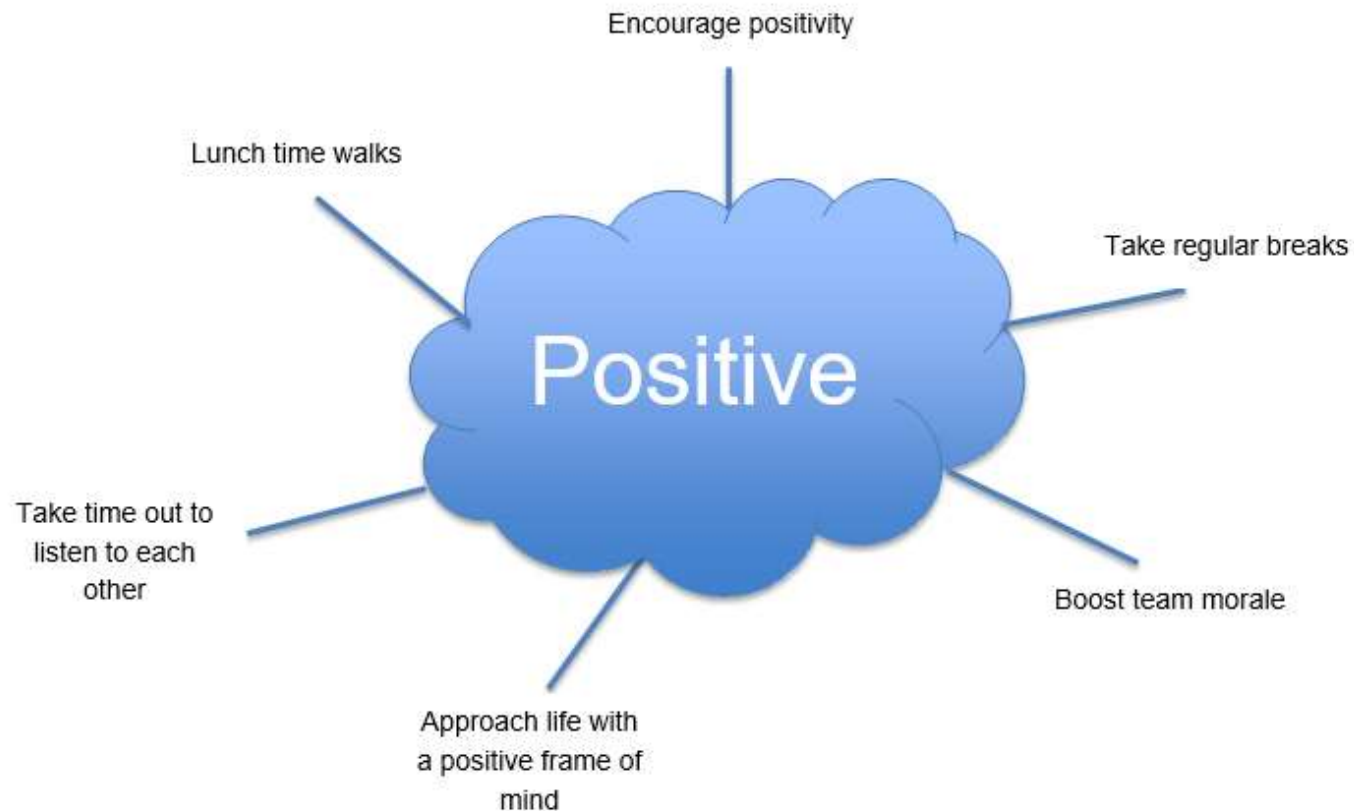 Encourage positivity
Lunch time walks
Take regular breaks
Positive
Take time out to
listen to each
other
Boost team morale
Approach life with
a positive frame of
mind